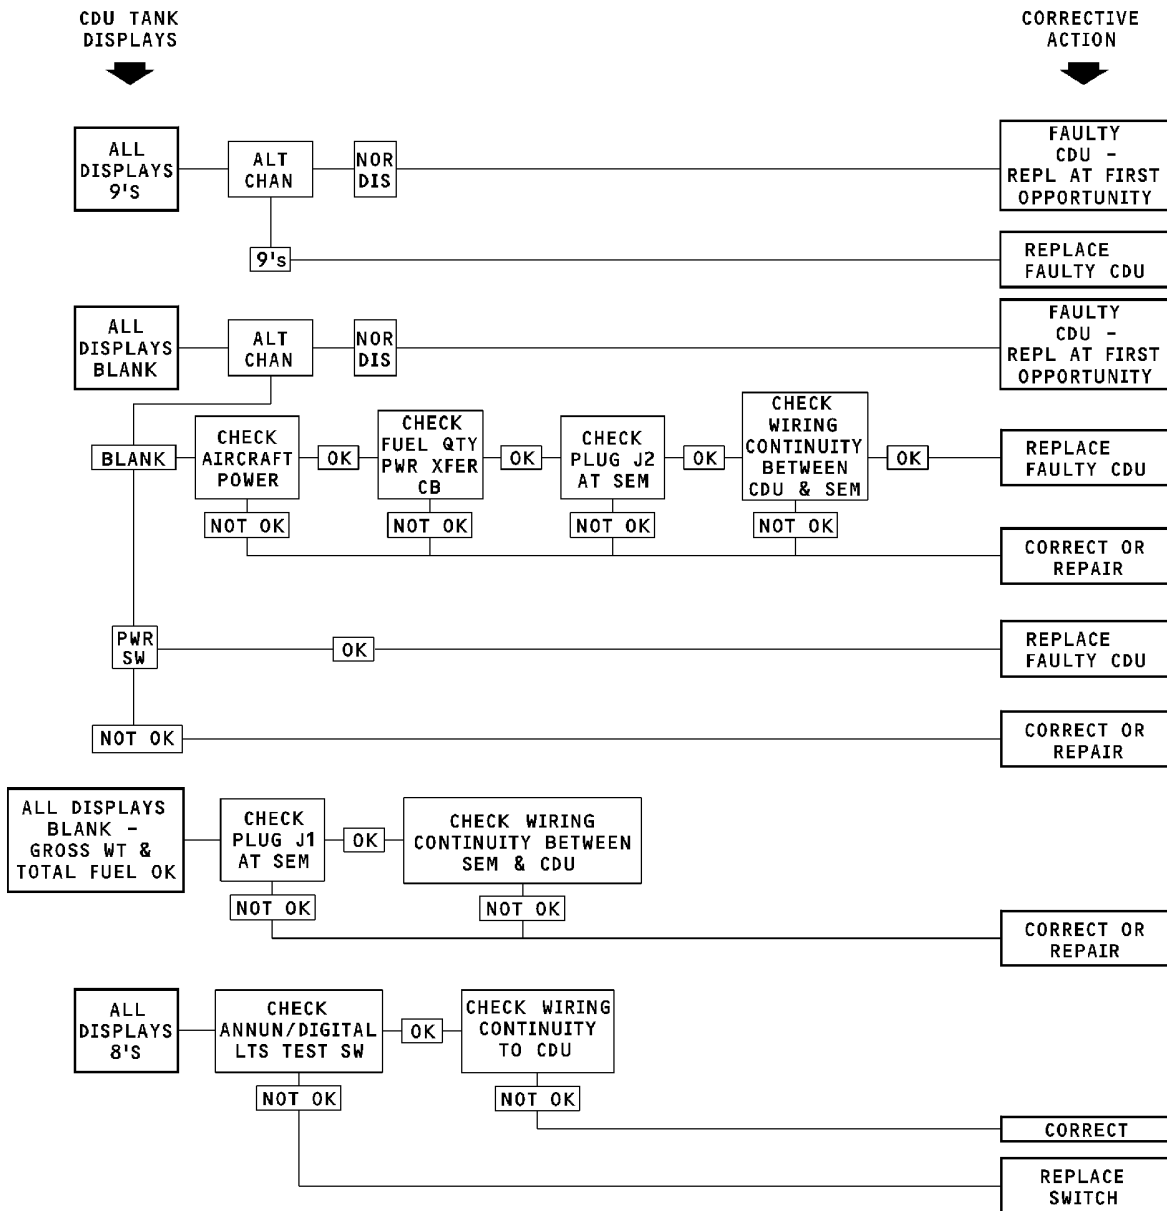 CDU TANK
DISPLAYS
CORRECTIVE
ACTION
ALL
DISPLAYS
9'S
ALT
CHAN
NOR
DIS
FAULTY
CDU -
REPL AT FIRST
OPPORTUNITY
9's
REPLACE
FAULTY CDU
ALL
DISPLAYS
BLANK
ALT
CHAN
NOR
DIS
FAULTY
CDU -
REPL AT FIRST
OPPORTUNITY
BLANK
CHECK
AIRCRAFT
POWER
OK
CHECK
FUEL QTY
PWR XFER
CB
OK
CHECK
PLUG J2
AT SEM
OK
CHECK
WIRING
CONTINUITY
BETWEEN
CDU & SEM
OK
REPLACE
FAULTY CDU
NOT OK
NOT OK
NOT OK
NOT OK
CORRECT OR
REPAIR
PWR
SW
OK
REPLACE
FAULTY CDU
NOT OK
CORRECT OR
REPAIR
ALL DISPLAYS
BLANK -
GROSS WT &
TOTAL FUEL OK
CHECK
PLUG J1
AT SEM
OK
CHECK WIRING
CONTINUITY BETWEEN
SEM & CDU
NOT OK
NOT OK
CORRECT OR
REPAIR
ALL
DISPLAYS
8'S
CHECK
ANNUN/DIGITAL
LTS TEST SW
OK
CHECK WIRING
CONTINUITY
TO CDU
NOT OK
NOT OK
CORRECT
REPLACE
SWITCH